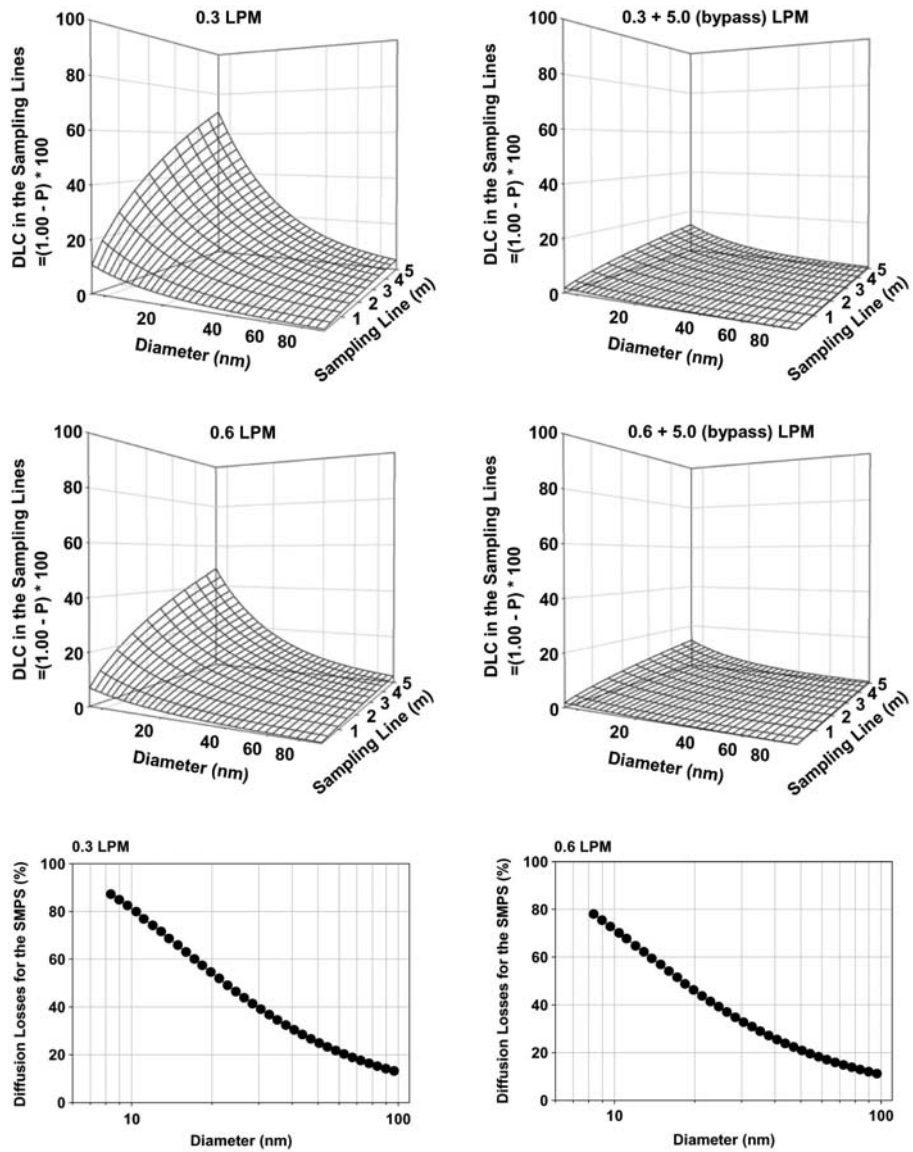 0.3 LPM
DLC in the Sampling Lines
=(1.00 - P) * 100
100
80
60
40
20
0
20
40
60
80
Diameter (nm)
1 2 3 4 5
Sampling Line (m)
0.3 + 5.0 (bypass) LPM
DLC in the Sampling Lines
=(1.00 - P) * 100
100
80
60
40
20
0
20
40
60
80
Diameter (nm)
1 2 3 4 5
Sampling Line (m)
0.6 LPM
DLC in the Sampling Lines
=(1.00 - P) * 100
100
80
60
40
20
0
20
40
60
80
Diameter (nm)
1 2 3 4 5
Sampling Line (m)
0.6 + 5.0 (bypass) LPM
DLC in the Sampling Lines
=(1.00 - P) * 100
100
80
60
40
20
0
20
40
60
80
Diameter (nm)
1 2 3 4 5
Sampling Line (m)
0.3 LPM
Diffusion Losses for the SMPS (%)
100
80
60
40
20
0
10
100
Diameter (nm)
0.6 LPM
Diffusion Losses for the SMPS (%)
100
80
60
40
20
0
10
100
Diameter (nm)